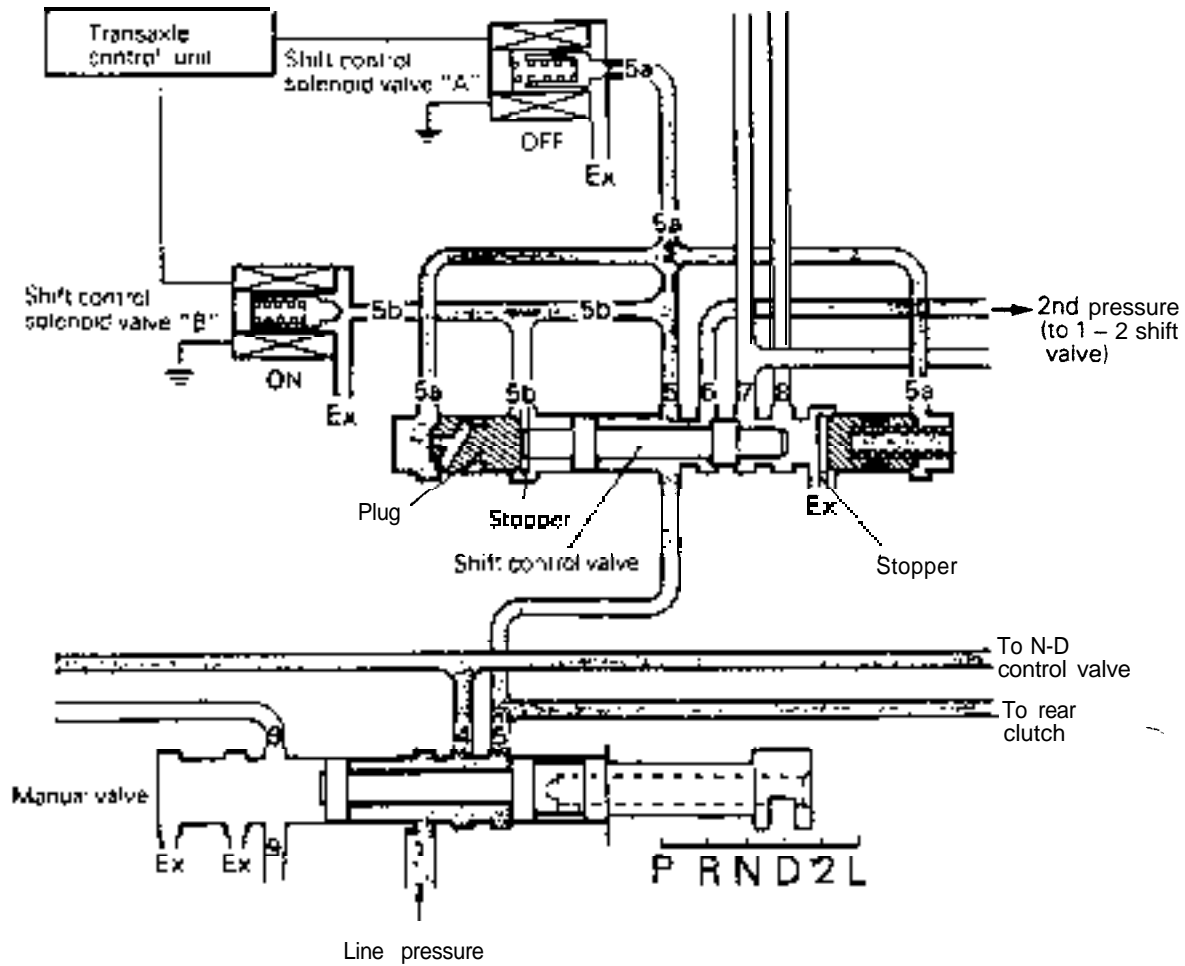 Transaxle
control unit
Shift control
solenoid valve "A"
5a
OFF
Ex
5a
Shift control
solenoid valve "B"
5b
5b
ON
Ex
2nd pressure
(to 1 – 2 shift
valve)
5a
5b
5
6
7
8
5a
Plug
Stopper
Ex
Shift control valve
Stopper
To N-D
control valve
To rear
clutch
9
4
5
Manual valve
Ex
Ex
9
P R N D 2 L
Line pressure